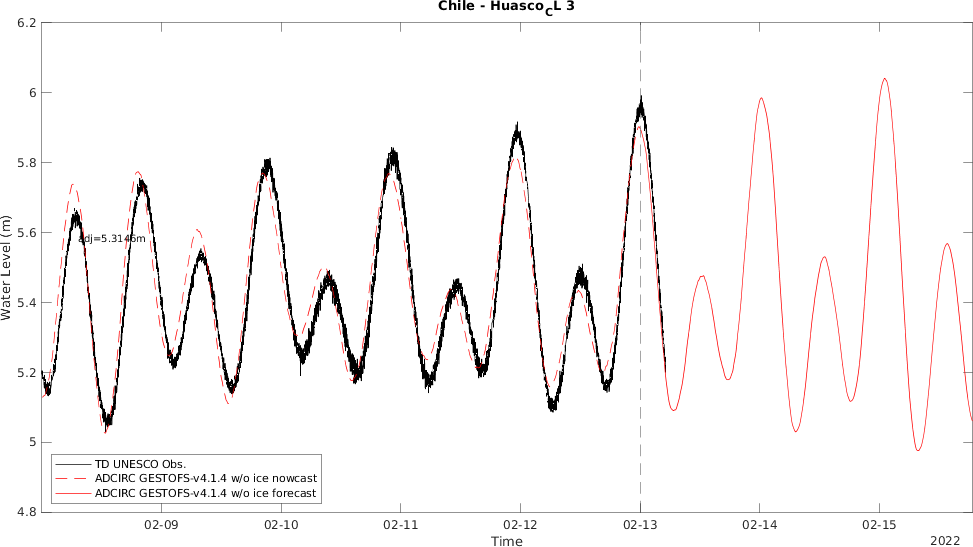 Chile - Huasco_CL 3
6.2
6
5.8
5.6
5.4
5.2
5
4.8
Water Level (m)
adj=5.3146m
TD UNESCO Obs.
ADCIRC GESTOFS-v4.1.4 w/o ice nowcast
ADCIRC GESTOFS-v4.1.4 w/o ice forecast
02-09 02-10 02-11 02-12 02-13 02-14 02-15
Time
2022